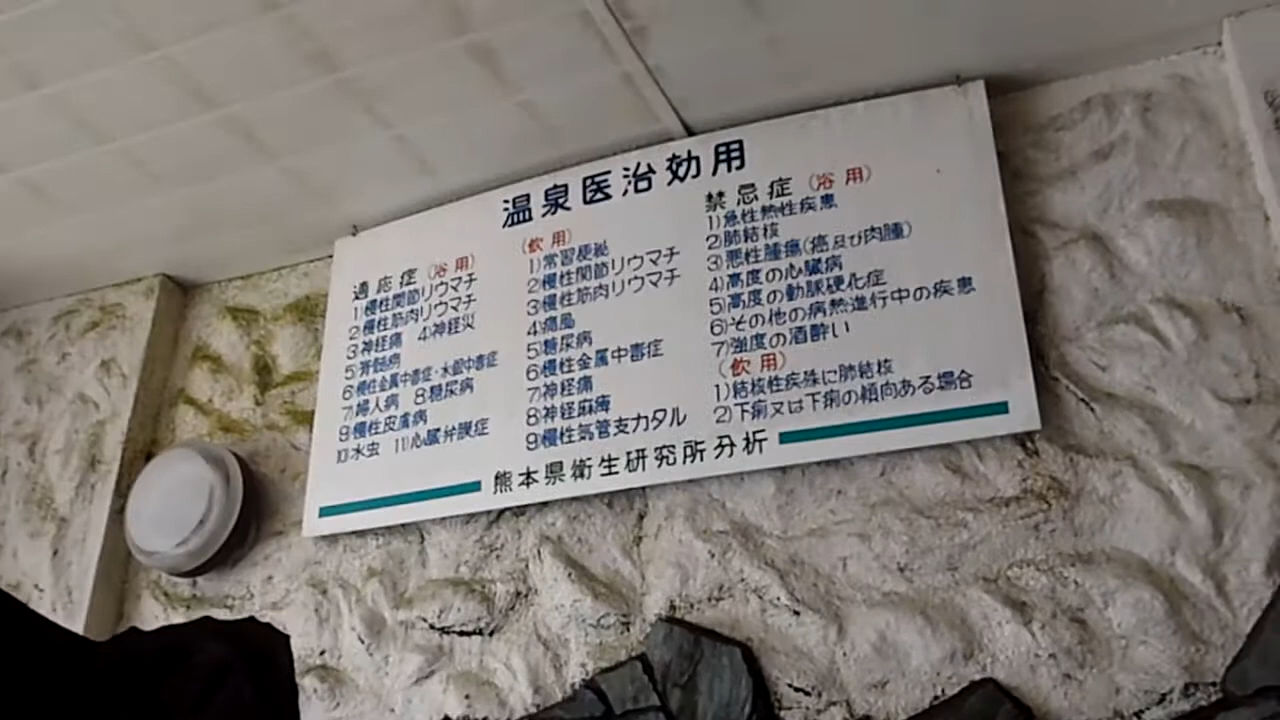 温泉医治効用
適応症 (浴用)
1)慢性関節リウマチ
2)慢性筋肉リウマチ
3)神経痛 4)神経災
5)脊髄病
6)慢性金属中毒症・水銀中毒症
7)婦人病 8)糖尿病
9)慢性皮膚病
10)水虫 11)心臓弁膜症
(飲用)
1)常習便祕
2)慢性関節リウマチ
3)慢性筋肉リウマチ
4)痛風
5)糖尿病
6)慢性金属中毒症
7)神経痛
8)神経麻痺
9)慢性気管支カタル
禁忌症 (浴用)
1)急性熱性疾患
2)肺結核
3)悪性腫瘍(癌及び肉腫)
4)高度の心臓病
5)高度の動脈硬化症
6)その他の病熱進行中の疾患
7)強度の酒酔い
(飲用)
1)結核性疾殊に肺結核
2)下痢又は下痢の傾向ある場合
熊本県衛生研究所分析